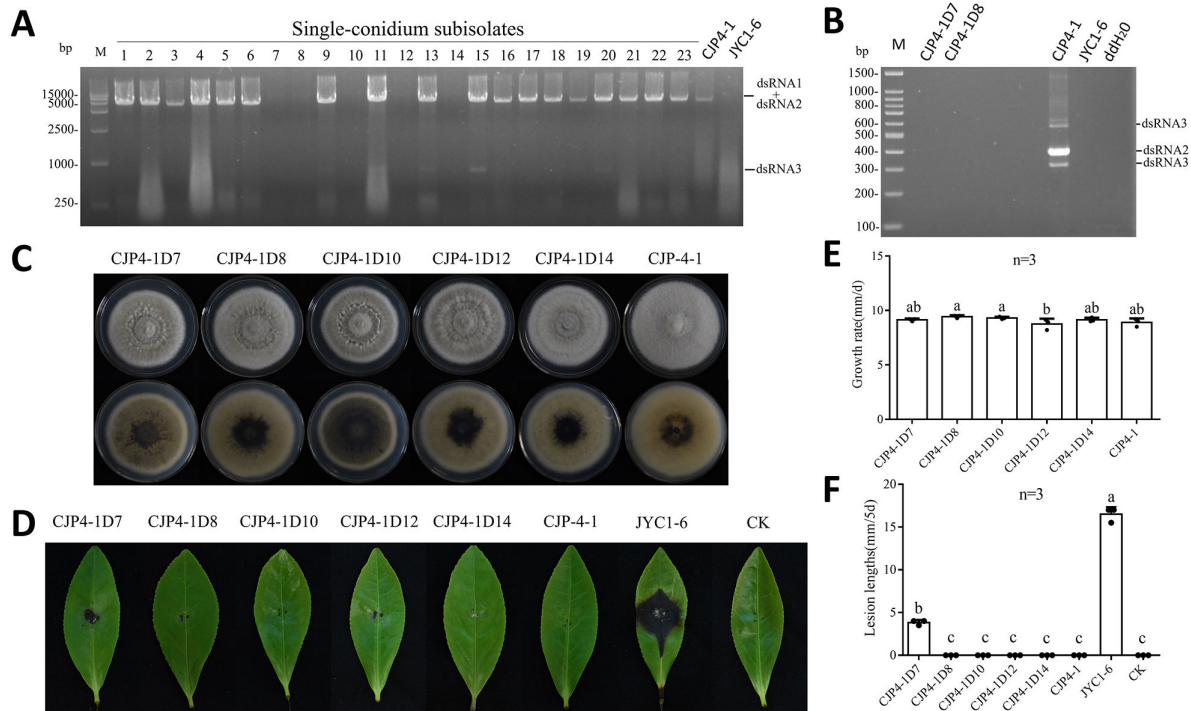 A
Single-conidium subisolates
bp M 1 2 3 4 5 6 7 8 9 10 11 12 13 14 15 16 17 18 19 20 21 22 23 CJP4-1 JYC1-6
15000-
5000-
2500-
1000-
250-
dsRNA1
+
dsRNA2
dsRNA3
B
bp M CJP4-1D7 CJP4-1D8 CJP4-1 JYC1-6 ddH20
1500-
1000-
800-
600-
500-
400-
300-
200-
100-
dsRNA3
dsRNA2
dsRNA3
C
CJP4-1D7 CJP4-1D8 CJP4-1D10 CJP4-1D12 CJP4-1D14 CJP-4-1
D
CJP4-1D7 CJP4-1D8 CJP4-1D10 CJP4-1D12 CJP4-1D14 CJP-4-1 JYC1-6 CK
E
n=3
Growth rate(mm/d)
15
10
5
0
ab a a b ab ab
CJP4-1D7 CJP4-1D8 CJP4-1D10 CJP4-1D12 CJP4-1D14 CJP4-1
F
n=3
Lesion lengths(mm/5d)
20
15
10
5
0
b c c c c c a c
CJP4-1D7 CJP4-1D8 CJP4-1D10 CJP4-1D12 CJP4-1D14 CJP4-1 JYC1-6 CK